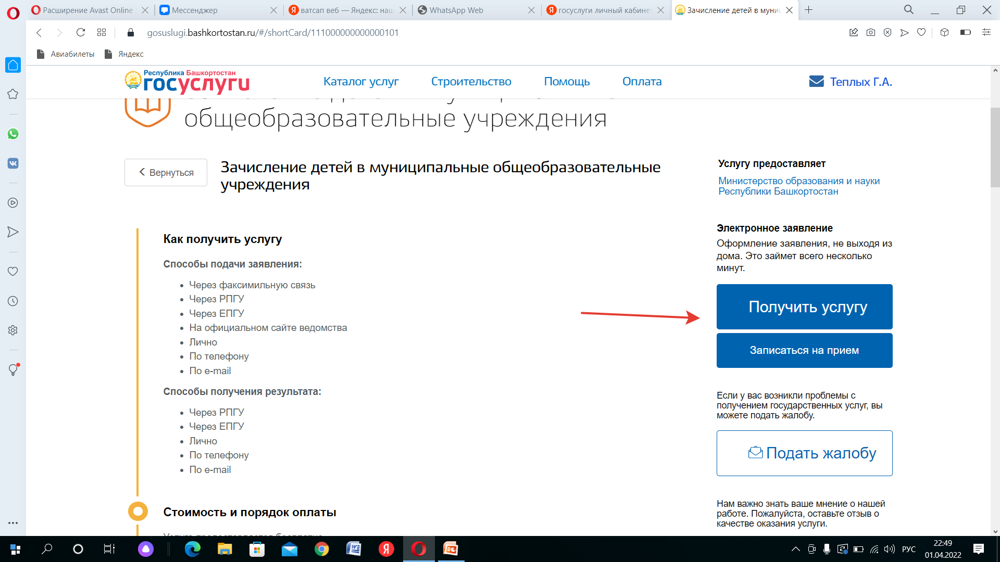 Расширение Avast Online
Мессенджер
ватсап веб — Яндекс: наш
WhatsApp Web
госуслуги личный кабинет
Зачисление детей в муни
gosuslugi.bashkortostan.ru/#/shortCard/111000000000000101
Авиабилеты
Яндекс
Республика Башкортостан
госуслуги
Каталог услуг
Строительство
Помощь
Оплата
Теплых Г.А.
общеобразовательные учреждения
Вернуться
Зачисление детей в муниципальные общеобразовательные
учреждения
Как получить услугу
Способы подачи заявления:
• Через факсимильную связь
• Через РПГУ
• Через ЕПГУ
• На официальном сайте ведомства
• Лично
• По телефону
• По e-mail
Способы получения результата:
• Через РПГУ
• Через ЕПГУ
• Лично
• По телефону
• По e-mail
Стоимость и порядок оплаты
Услугу предоставляет
Министерство образования и науки
Республики Башкортостан
Электронное заявление
Оформление заявления, не выходя из
дома. Это займет всего несколько
минут.
Получить услугу
Записаться на прием
Если у вас возникли проблемы с
получением государственных услуг, вы
можете подать жалобу.
Подать жалобу
Нам важно знать ваше мнение о нашей
работе. Пожалуйста, оставьте отзыв о
качестве оказания услуги.
РУС
22:49
01.04.2022